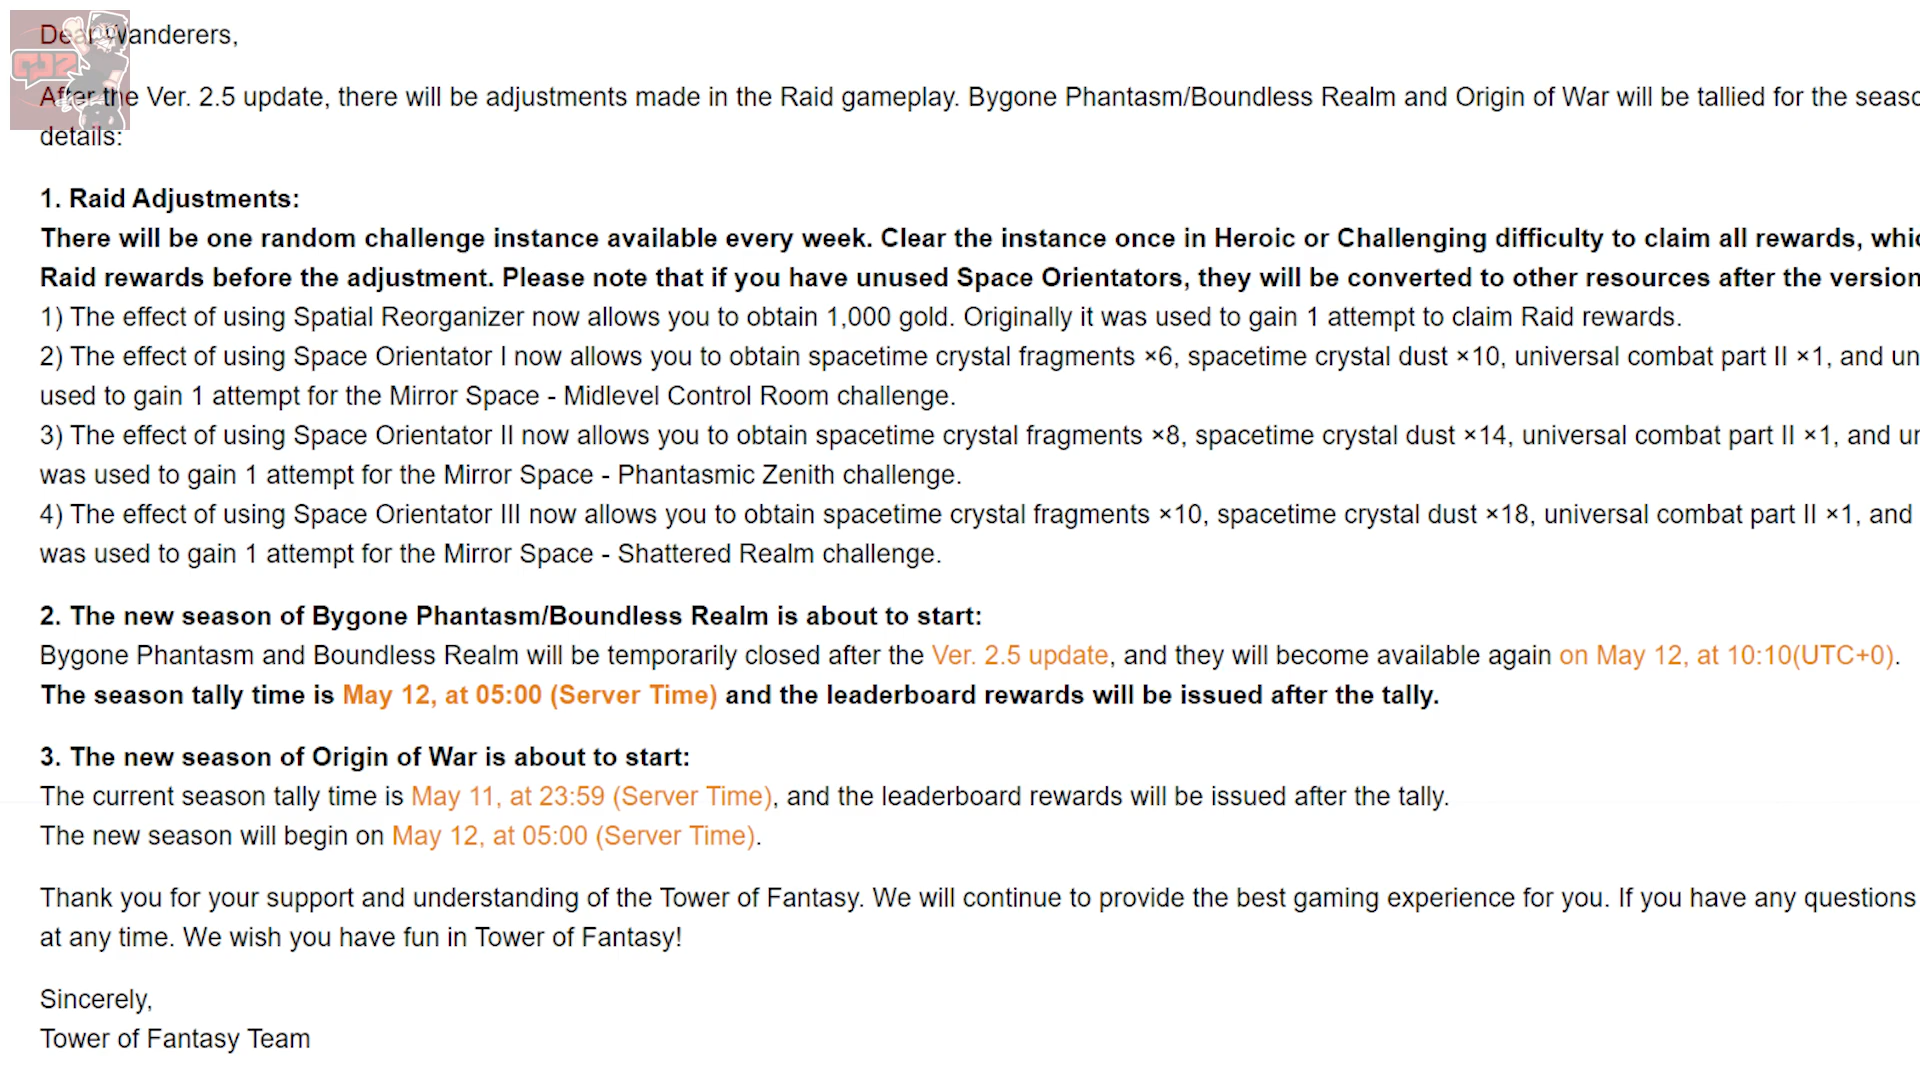 Dear Wanderers,
After the Ver. 2.5 update, there will be adjustments made in the Raid gameplay. Bygone Phantasm/Boundless Realm and Origin of War will be tallied for the
details:
1. Raid Adjustments:
There will be one random challenge instance available every week. Clear the instance once in Heroic or Challenging difficulty to claim all rewards,
Raid rewards before the adjustment. Please note that if you have unused Space Orientators, they will be converted to other resources after the version
1) The effect of using Spatial Reorganizer now allows you to obtain 1,000 gold. Originally it was used to gain 1 attempt to claim Raid rewards.
2) The effect of using Space Orientator I now allows you to obtain spacetime crystal fragments ×6, spacetime crystal dust ×10, universal combat part II ×1, and
used to gain 1 attempt for the Mirror Space - Midlevel Control Room challenge.
3) The effect of using Space Orientator II now allows you to obtain spacetime crystal fragments ×8, spacetime crystal dust ×14, universal combat part II ×1, and
was used to gain 1 attempt for the Mirror Space - Phantasmic Zenith challenge.
4) The effect of using Space Orientator III now allows you to obtain spacetime crystal fragments ×10, spacetime crystal dust ×18, universal combat part II ×1, and
was used to gain 1 attempt for the Mirror Space - Shattered Realm challenge.
2. The new season of Bygone Phantasm/Boundless Realm is about to start:
Bygone Phantasm and Boundless Realm will be temporarily closed after the Ver. 2.5 update, and they will become available again on May 12, at 10:10(UTC+0).
The season tally time is May 12, at 05:00 (Server Time) and the leaderboard rewards will be issued after the tally.
3. The new season of Origin of War is about to start:
The current season tally time is May 11, at 23:59 (Server Time), and the leaderboard rewards will be issued after the tally.
The new season will begin on May 12, at 05:00 (Server Time).
Thank you for your support and understanding of the Tower of Fantasy. We will continue to provide the best gaming experience for you. If you have any questions
at any time. We wish you have fun in Tower of Fantasy!
Sincerely,
Tower of Fantasy Team